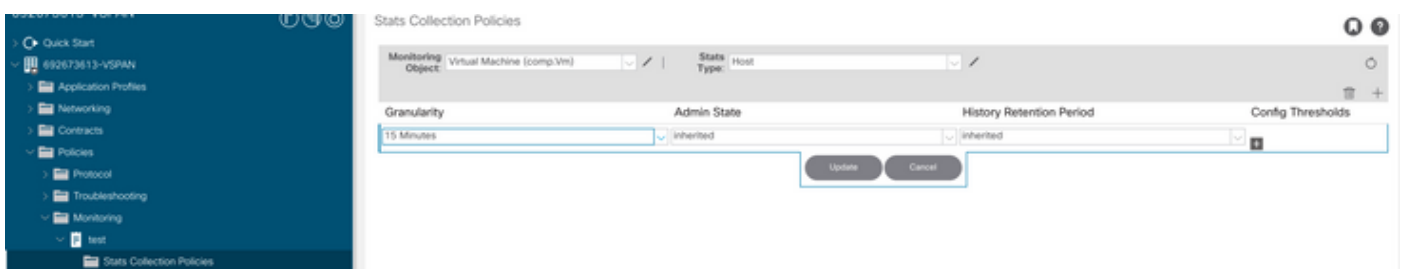 Stats Collection Policies
Quick Start
692673613-VSPAN
Application Profiles
Networking
Contracts
Policies
Protocol
Troubleshooting
Monitoring
test
Stats Collection Policies
Monitoring Object: Virtual Machine (comp.Vm) Stats Type: Host
Granularity Admin State History Retention Period Config Thresholds
15 Minutes inherited inherited
Update Cancel